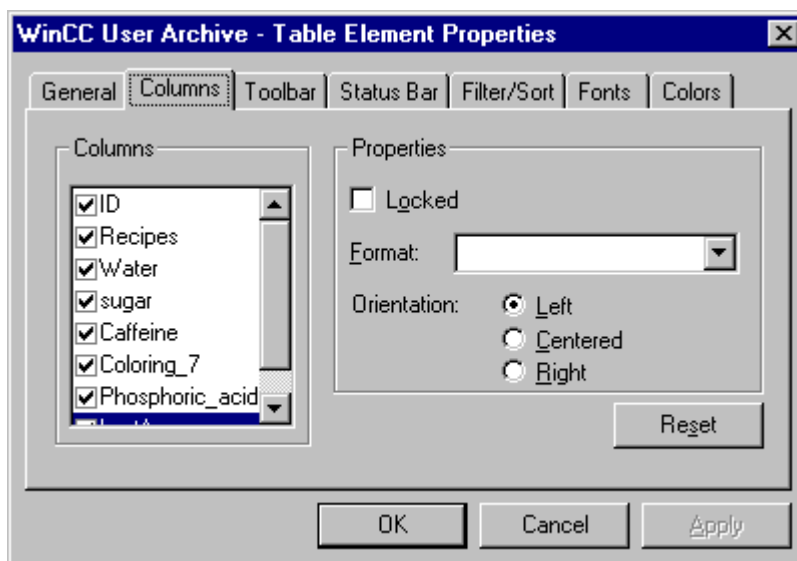 WinCC User Archive - Table Element Properties
General Columns Toolbar Status Bar Filter/Sort Fonts Colors
Columns
ID
Recipes
Water
sugar
Caffeine
Coloring_7
Phosphoric_acid
Properties
Locked
Format:
Orientation: Left
Centered
Right
Reset
OK Cancel Apply